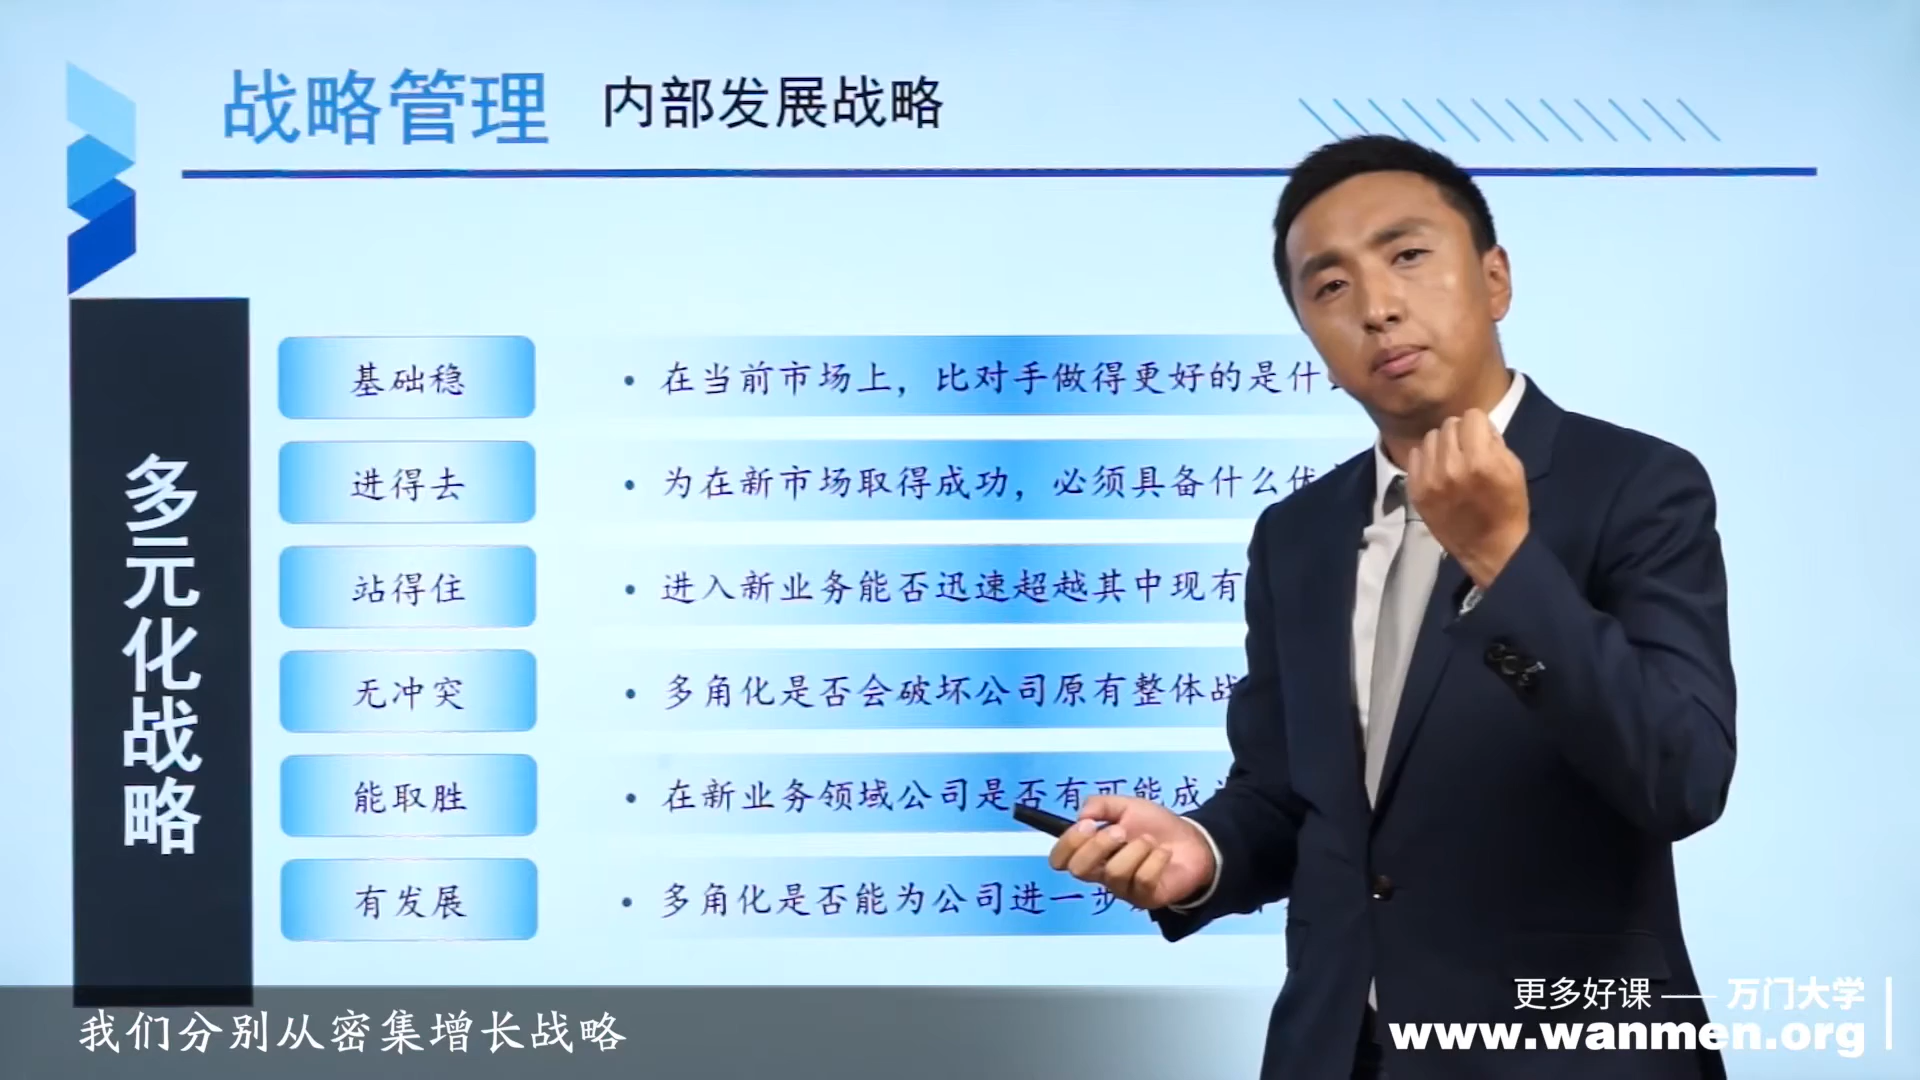 战略管理 内部发展战略
多元化战略
基础稳
• 在当前市场上，比对手做得更好的是什
进得去
• 为在新市场取得成功，必须具备什么优
站得住
• 进入新业务能否迅速超越其中现有
无冲突
• 多角化是否会破坏公司原有整体战
能取胜
• 在新业务领域公司是否有可能成
有发展
• 多角化是否能为公司进一步
我们分别从密集增长战略
更多好课 —— 万门大学
www.wanmen.org